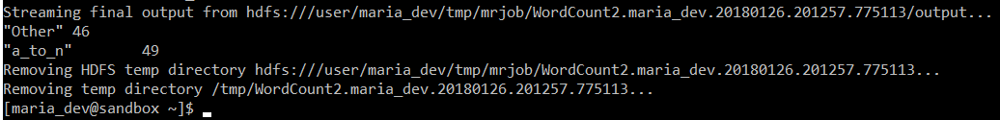 Streaming final output from hdfs:///user/maria_dev/tmp/mrjob/WordCount2.maria_dev.20180126.201257.775113/output...
"Other" 46
"a_to_n"        49
Removing HDFS temp directory hdfs:///user/maria_dev/tmp/mrjob/WordCount2.maria_dev.20180126.201257.775113...
Removing temp directory /tmp/WordCount2.maria_dev.20180126.201257.775113...
[maria_dev@sandbox ~]$